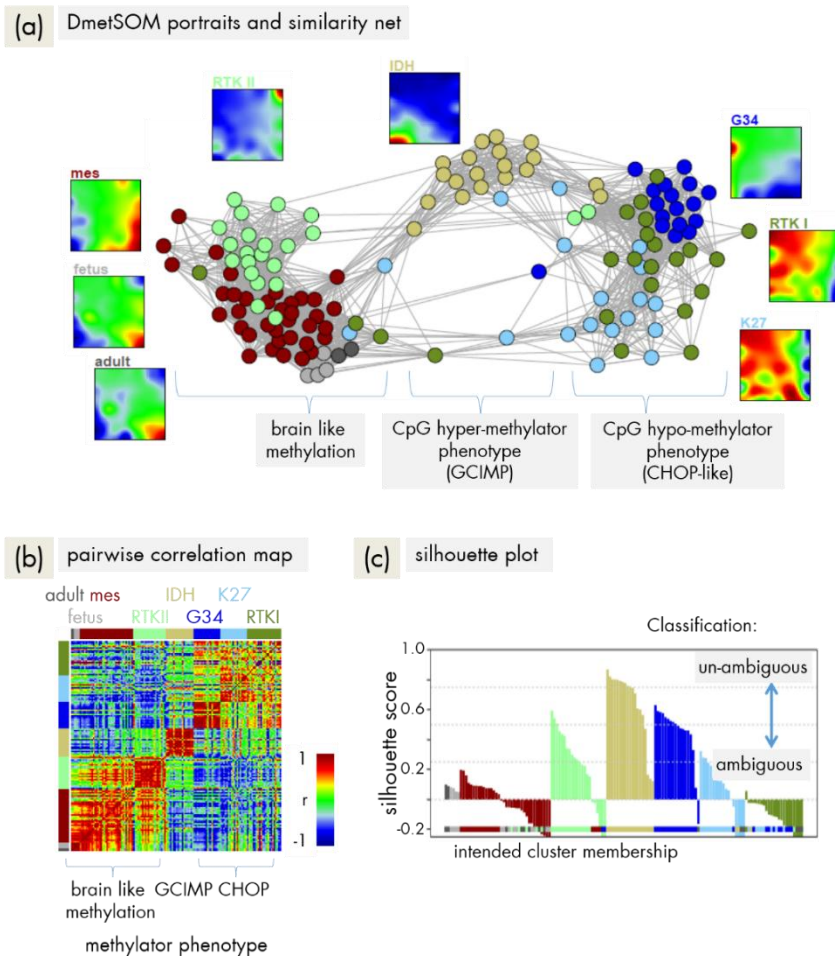 (a) DmetSOM portraits and similarity net
IDH
RTK II
G34
mes
RTK I
fetus
K27
adult
brain like
methylation
CpG hyper-methylator
phenotype
(GCIMP)
CpG hypo-methylator
phenotype
(CHOP-like)
(b) pairwise correlation map
adult mes IDH K27
fetus RTKII G34 RTKI
1
r
-1
brain like
methylation
GCIMP CHOP
methylator phenotype
(c) silhouette plot
Classification:
un-ambiguous
ambiguous
silhouette score
1.0
0.6
0.2
-0.2
intended cluster membership